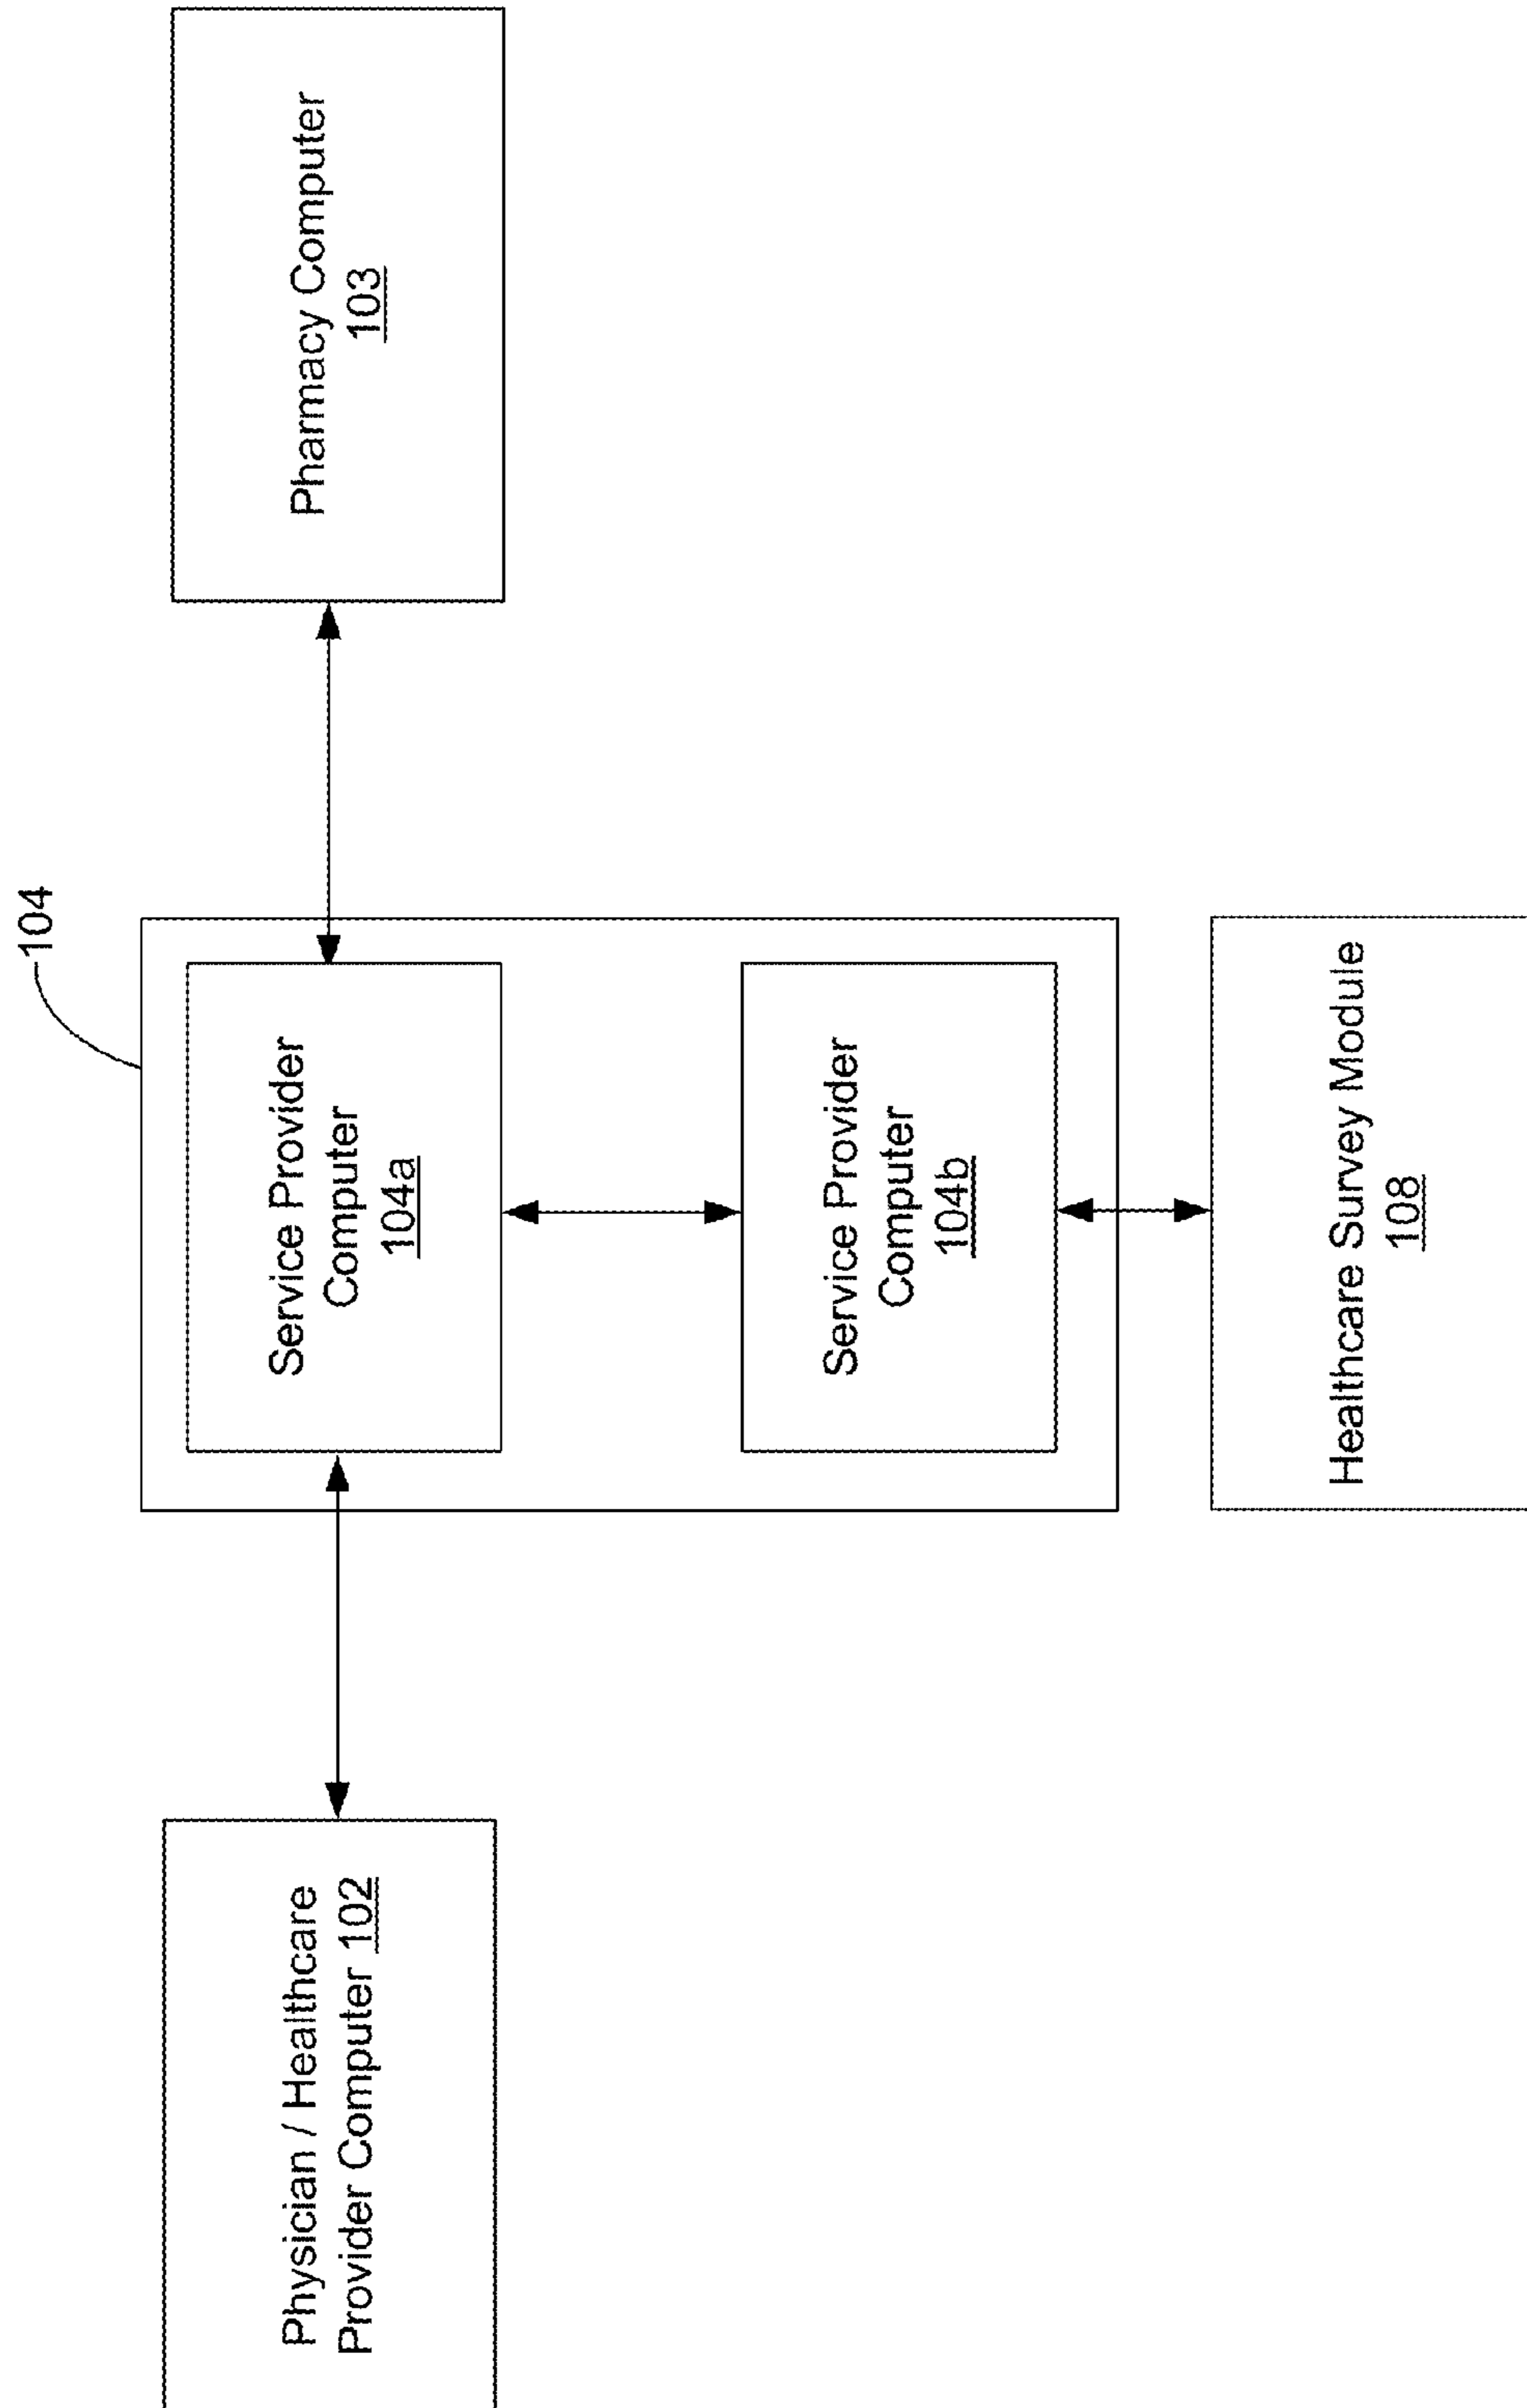 104
Physician / Healthcare
Provider Computer 102
Service Provider
Computer
104a
Pharmacy Computer
103
Service Provider
Computer
104b
Healthcare Survey Module
108